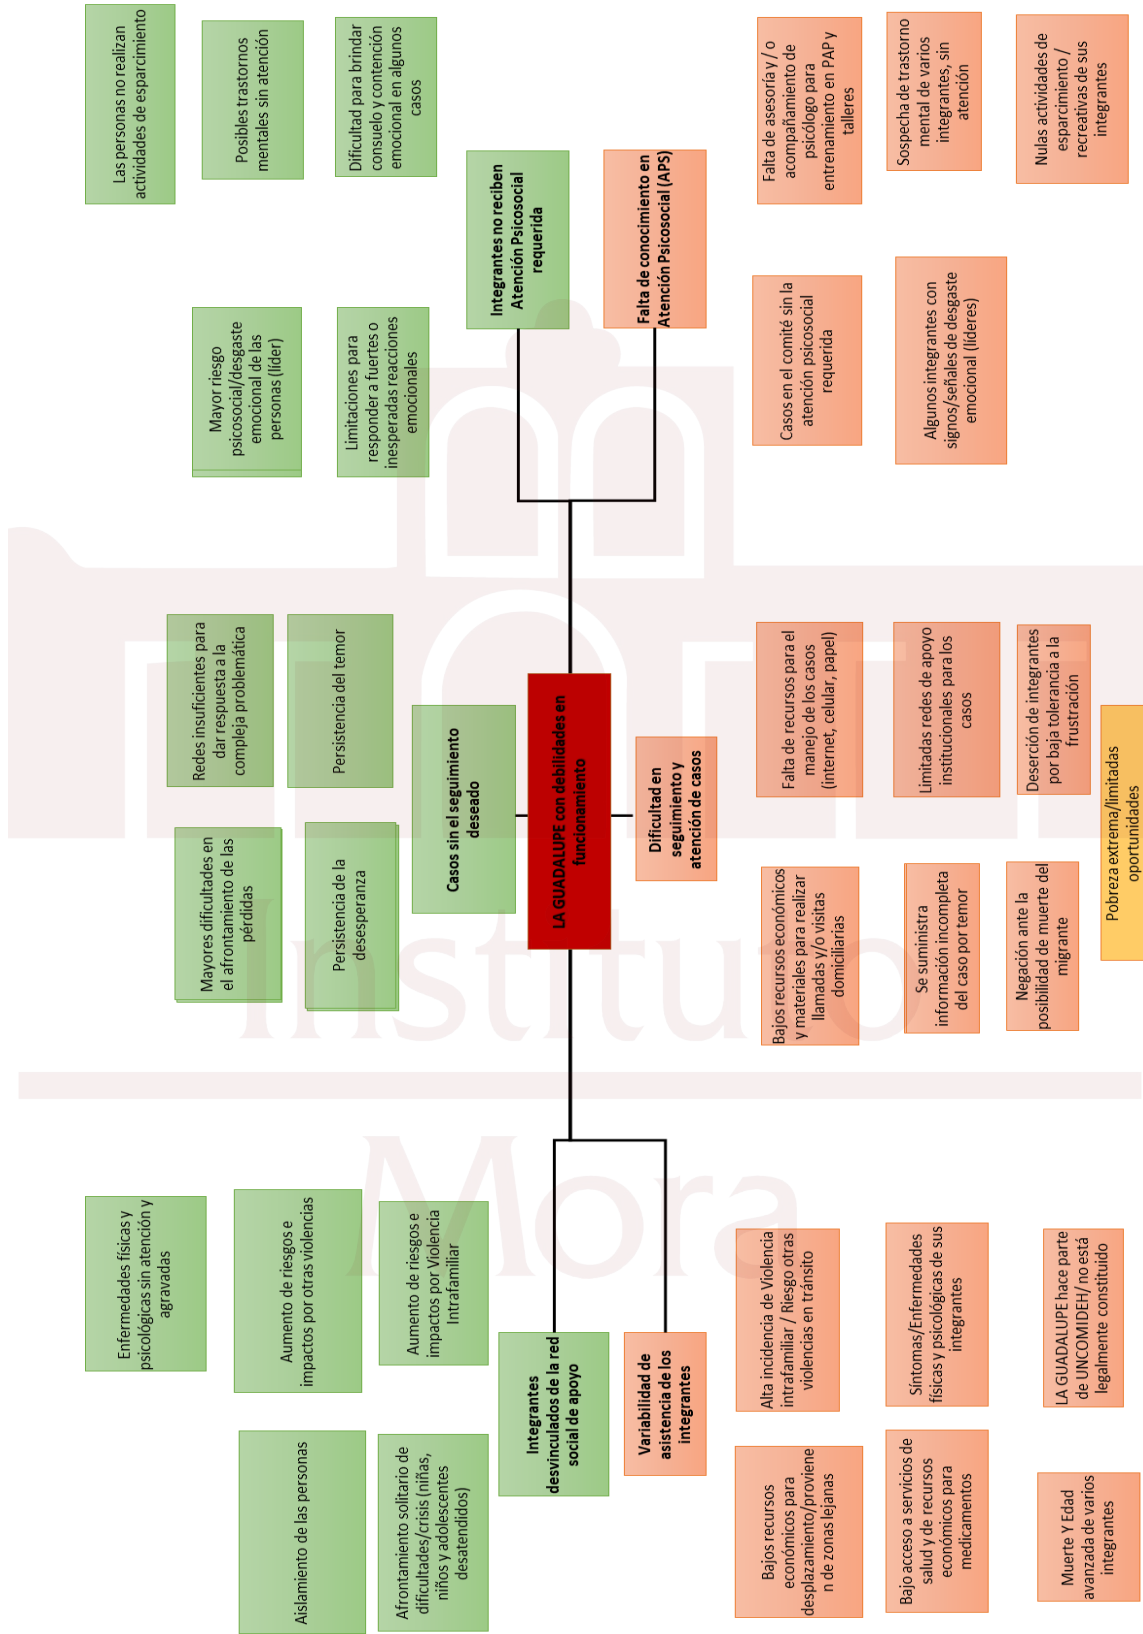 Enfermedades físicas y
psicológicas sin atención y
agravadas
Aislamiento de las personas
Aumento de riesgos e
impactos por otras violencias
Afrontamiento solitario de
dificultades/crisis (niñas,
niños y adolescentes
desatendidos)
Aumento de riesgos e
impactos por Violencia
Intrafamiliar
Integrantes
desvinculados de la red
social de apoyo
Mayores dificultades en
el afrontamiento de las
pérdidas
Redes insuficientes para
dar respuesta a la
compleja problemática
Persistencia de la
desesperanza
Persistencia del temor
Casos sin el seguimiento
deseado
Las personas no realizan
actividades de esparcimiento
Mayor riesgo
psicosocial/desgaste
emocional de las
personas (líder)
Posibles trastornos
mentales sin atención
Limitaciones para
responder a fuertes o
inesperadas reacciones
emocionales
Dificultad para brindar
consuelo y contención
emocional en algunos
casos
Integrantes no reciben
Atención Psicosocial
requerida
LA GUADALUPE con debilidades en
funcionamiento
Variabilidad de
asistencia de los
integrantes
Dificultad en
seguimiento y
atención de casos
Falta de conocimiento en
Atención Psicosocial (APS)
Bajos recursos
económicos para
desplazamiento/proviene
n de zonas lejanas
Alta incidencia de Violencia
intrafamiliar / Riesgo otras
violencias en tránsito
Bajo acceso a servicios de
salud y de recursos
económicos para
medicamentos
Síntomas/Enfermedades
físicas y psicológicas de sus
integrantes
Muerte Y Edad
avanzada de varios
integrantes
LA GUADALUPE hace parte
de UNCOMIDEH/ no está
legalmente constituido
Bajos recursos económicos
y materiales para realizar
llamadas y/o visitas
domiciliarias
Falta de recursos para el
manejo de los casos
(internet, celular, papel)
Se suministra
información incompleta
del caso por temor
Limitadas redes de apoyo
institucionales para los
casos
Negación ante la
posibilidad de muerte del
migrante
Deserción de integrantes
por baja tolerancia a la
frustración
Pobreza extrema/limitadas
oportunidades
Casos en el comité sin la
atención psicosocial
requerida
Falta de asesoría y / o
acompañamiento de
psicólogo para
entrenamiento en PAP y
talleres
Algunos integrantes con
signos/señales de desgaste
emocional (líderes)
Sospecha de trastorno
mental de varios
integrantes, sin
atención
Nulas actividades de
esparcimiento /
recreativas de sus
integrantes
Instituto
Mora